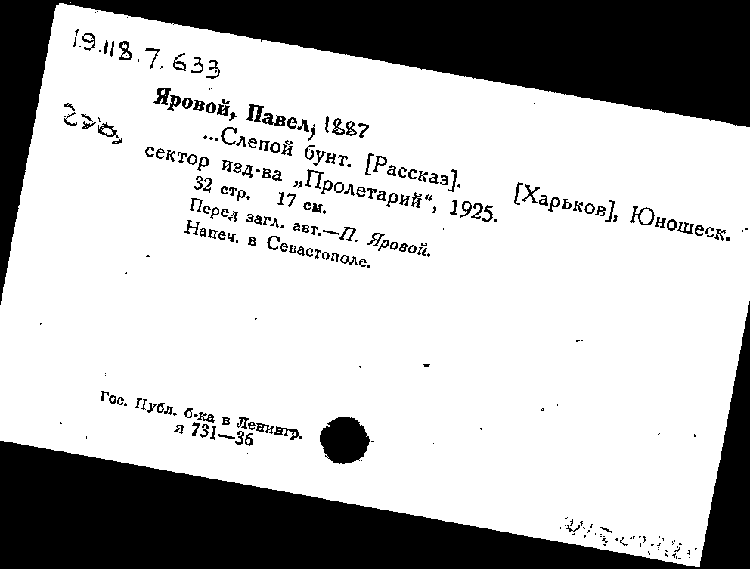 19.118.7.633
Яровой, Павел, 1887
...Слепой бунт. [Рассказ]. [Харьков], Юношеск.
сектор изд-ва „Пролетарий“, 1925.
32 стр. 17 см.
Перед загл. авт.—П. Яровой.
Напеч. в Севастополе.
Гос. Публ. б-ка в Ленингр.
я 731—36